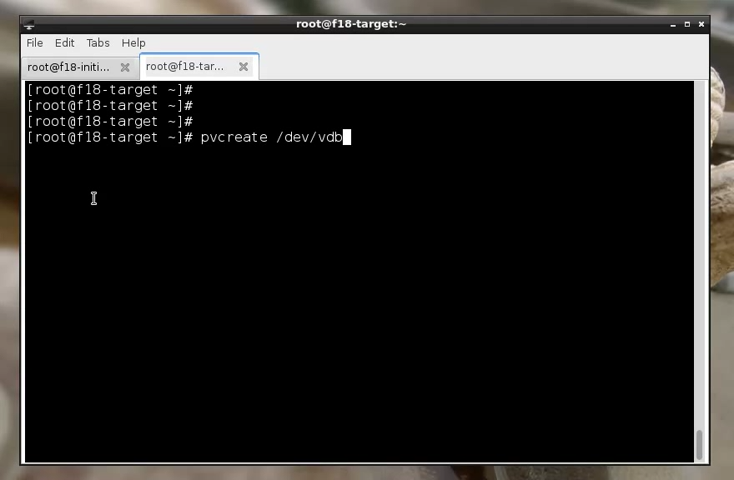 root@f18-target:~
File Edit Tabs Help
root@f18-initi... root@f18-tar...
[root@f18-target ~]#
[root@f18-target ~]#
[root@f18-target ~]#
[root@f18-target ~]# pvcreate /dev/vdb